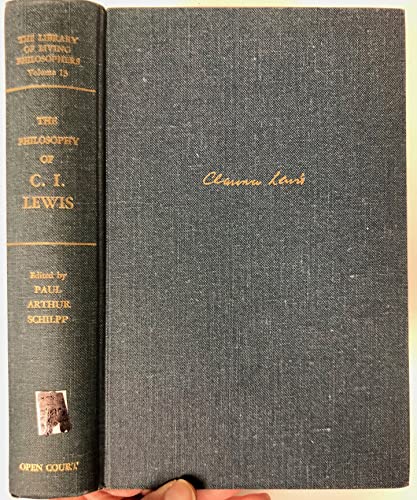 THE LIBRARY
OF LIVING
PHILOSOPHERS
Volume 13
THE
PHILOSOPHY
OF
C. I.
LEWIS
Edited by
PAUL
ARTHUR
SCHILPP
OPEN COURT
Clarence Lewis